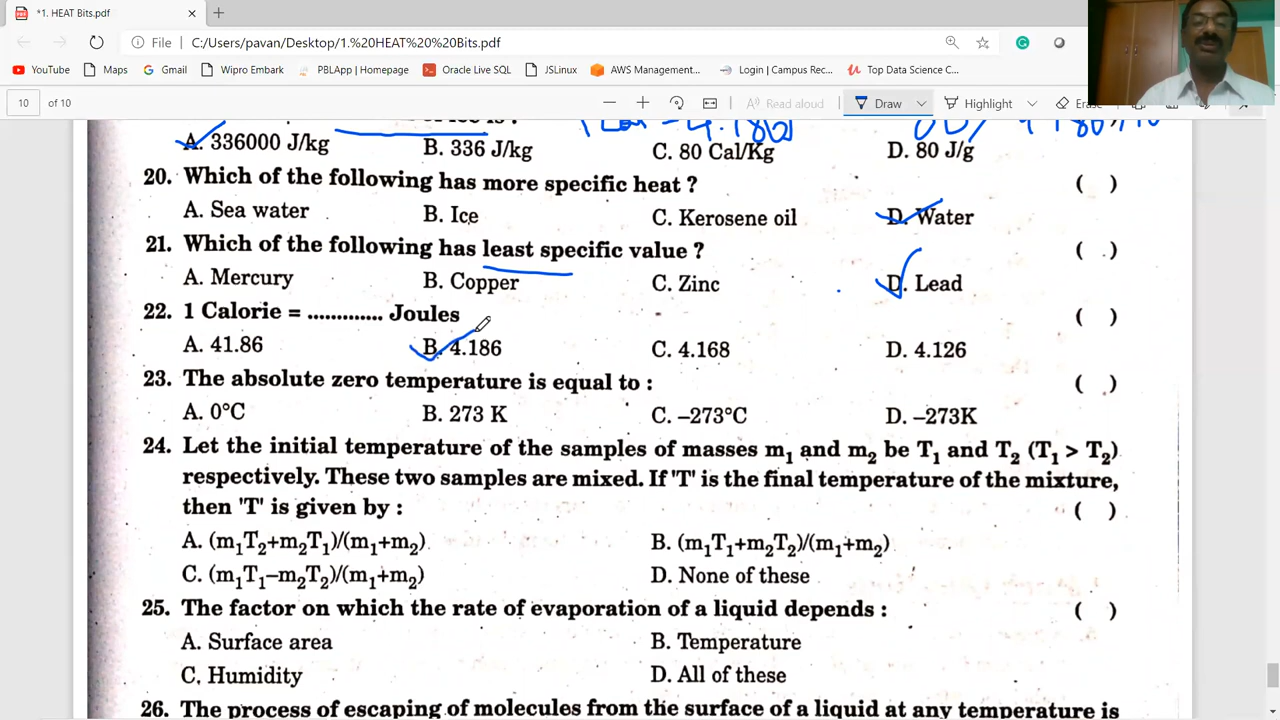 *1. HEAT Bits.pdf
File C:/Users/pavan/Desktop/1.%20HEAT%20%20Bits.pdf
YouTube Maps Gmail Wipro Embark PBLApp | Homepage Oracle Live SQL JSLinux AWS Management... Login | Campus Rec... Top Data Science C...
10 of 10 Read aloud Draw Highlight Erase
A. 336000 J/kg B. 336 J/kg C. 80 Cal/Kg D. 80 J/g
20. Which of the following has more specific heat ? ( )
A. Sea water B. Ice C. Kerosene oil D. Water
21. Which of the following has least specific value ? ( )
A. Mercury B. Copper C. Zinc D. Lead
22. 1 Calorie = ............. Joules ( )
A. 41.86 B. 4.186 C. 4.168 D. 4.126
23. The absolute zero temperature is equal to : ( )
A. 0°C B. 273 K C. –273°C D. –273K
24. Let the initial temperature of the samples of masses m₁ and m₂ be T₁ and T₂ (T₁ > T₂)
respectively. These two samples are mixed. If 'T' is the final temperature of the mixture,
then 'T' is given by : ( )
A. (m₁T₂+m₂T₁)/(m₁+m₂) B. (m₁T₁+m₂T₂)/(m₁+m₂)
C. (m₁T₁–m₂T₂)/(m₁+m₂) D. None of these
25. The factor on which the rate of evaporation of a liquid depends : ( )
A. Surface area B. Temperature
C. Humidity D. All of these
26. The process of escaping of molecules from the surface of a liquid at any temperature is